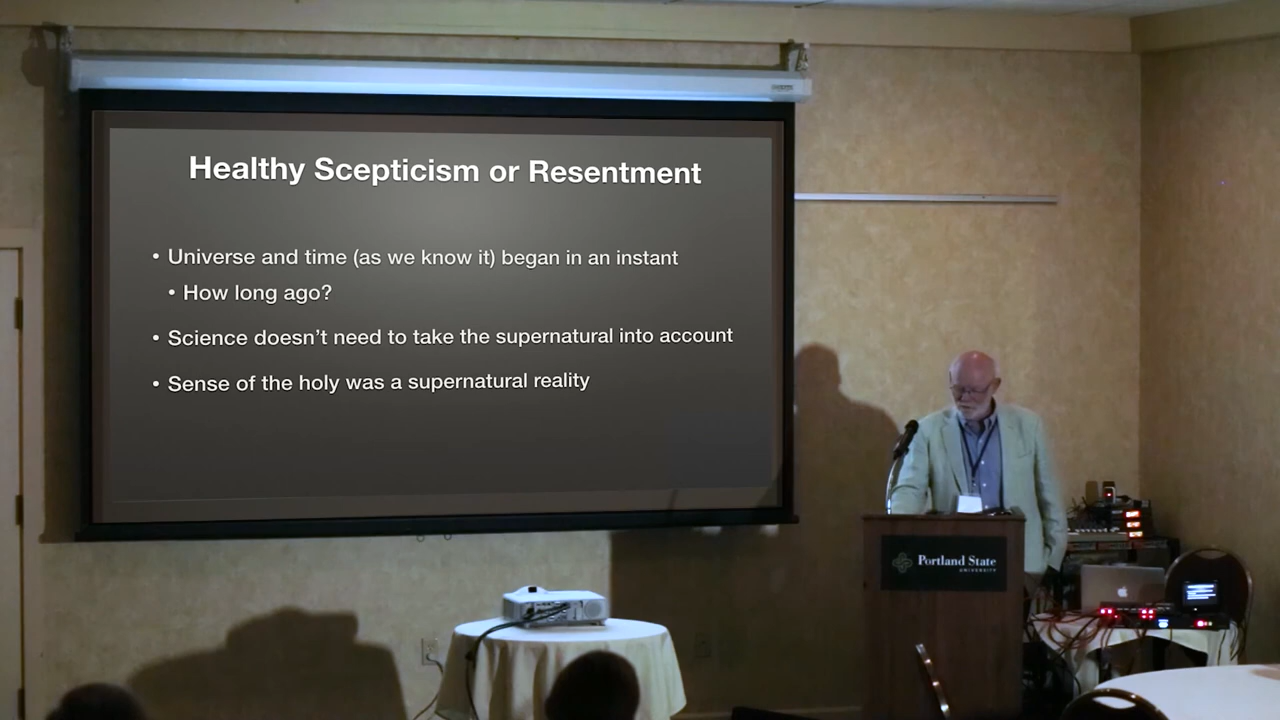 Healthy Scepticism or Resentment
• Universe and time (as we know it) began in an instant
• How long ago?
• Science doesn't need to take the supernatural into account
• Sense of the holy was a supernatural reality
Portland State
UNIVERSITY